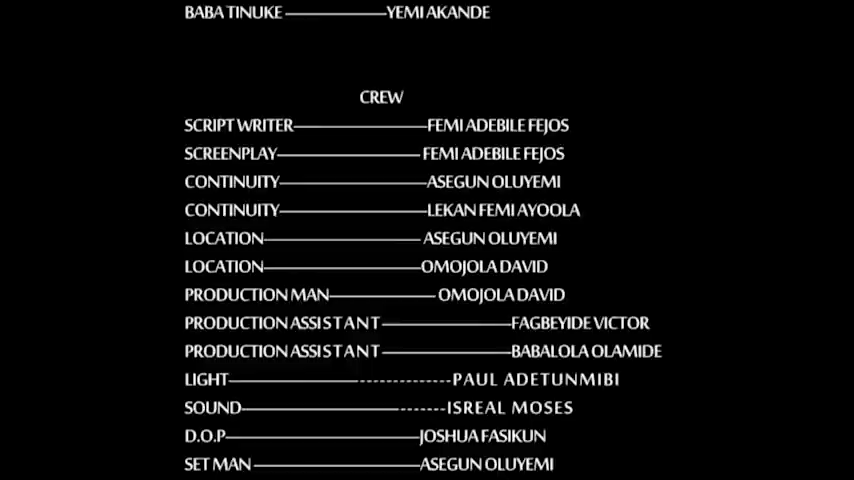 BABA TINUKE —————YEMI AKANDE
CREW
SCRIPT WRITER———————FEMI ADEBILE FEJOS
SCREENPLAY——————— FEMI ADEBILE FEJOS
CONTINUITY———————ASEGUN OLUYEMI
CONTINUITY———————LEKAN FEMI AYOOLA
LOCATION———————— ASEGUN OLUYEMI
LOCATION————————OMOJOLA DAVID
PRODUCTION MAN————— OMOJOLA DAVID
PRODUCTION ASSISTANT ——————FAGBEYIDE VICTOR
PRODUCTION ASSISTANT ——————BABALOLA OLAMIDE
LIGHT——————--------------PAUL ADETUNMIBI
SOUND————————-------ISREAL MOSES
D.O.P——————————JOSHUA FASIKUN
SET MAN ————————ASEGUN OLUYEMI